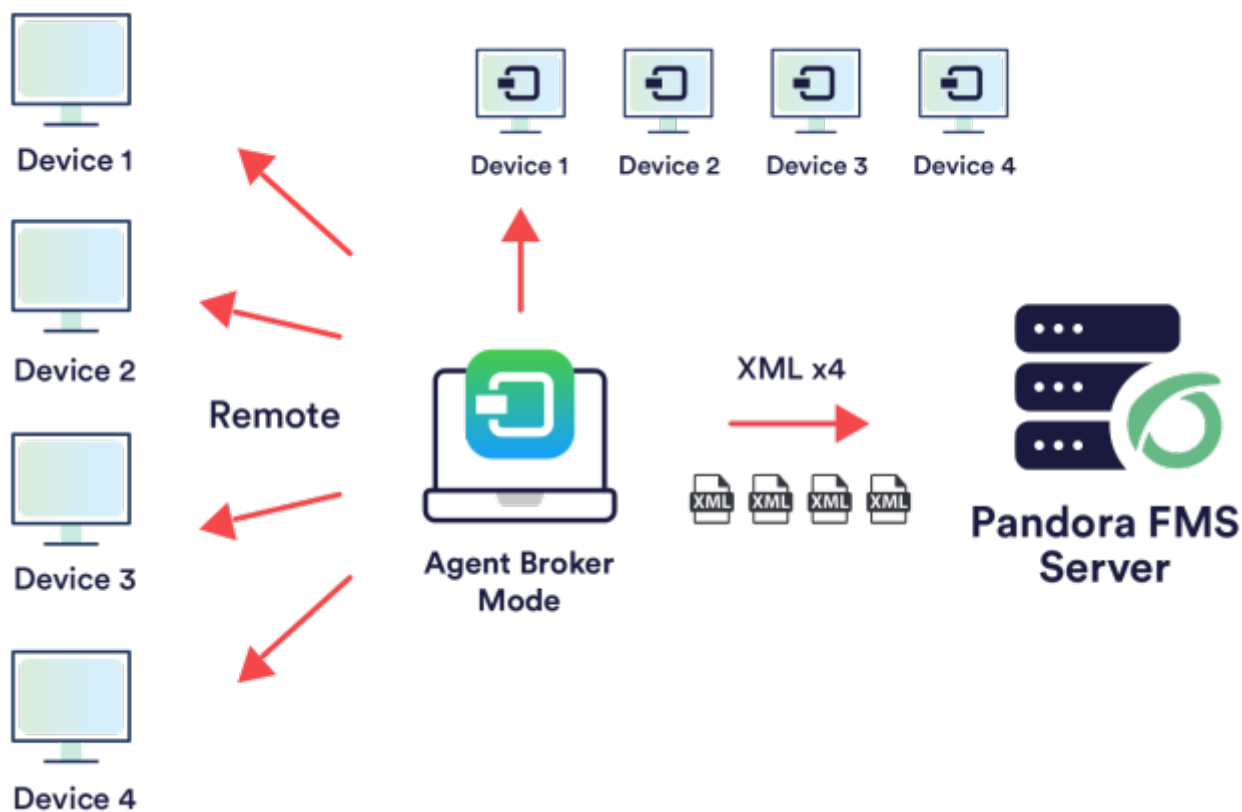 Device 1
Device 2
Device 3
Device 4
Device 1
Device 2
Device 3
Device 4
Remote
Agent Broker
Mode
XML x4
XML
XML
XML
XML
Pandora FMS
Server